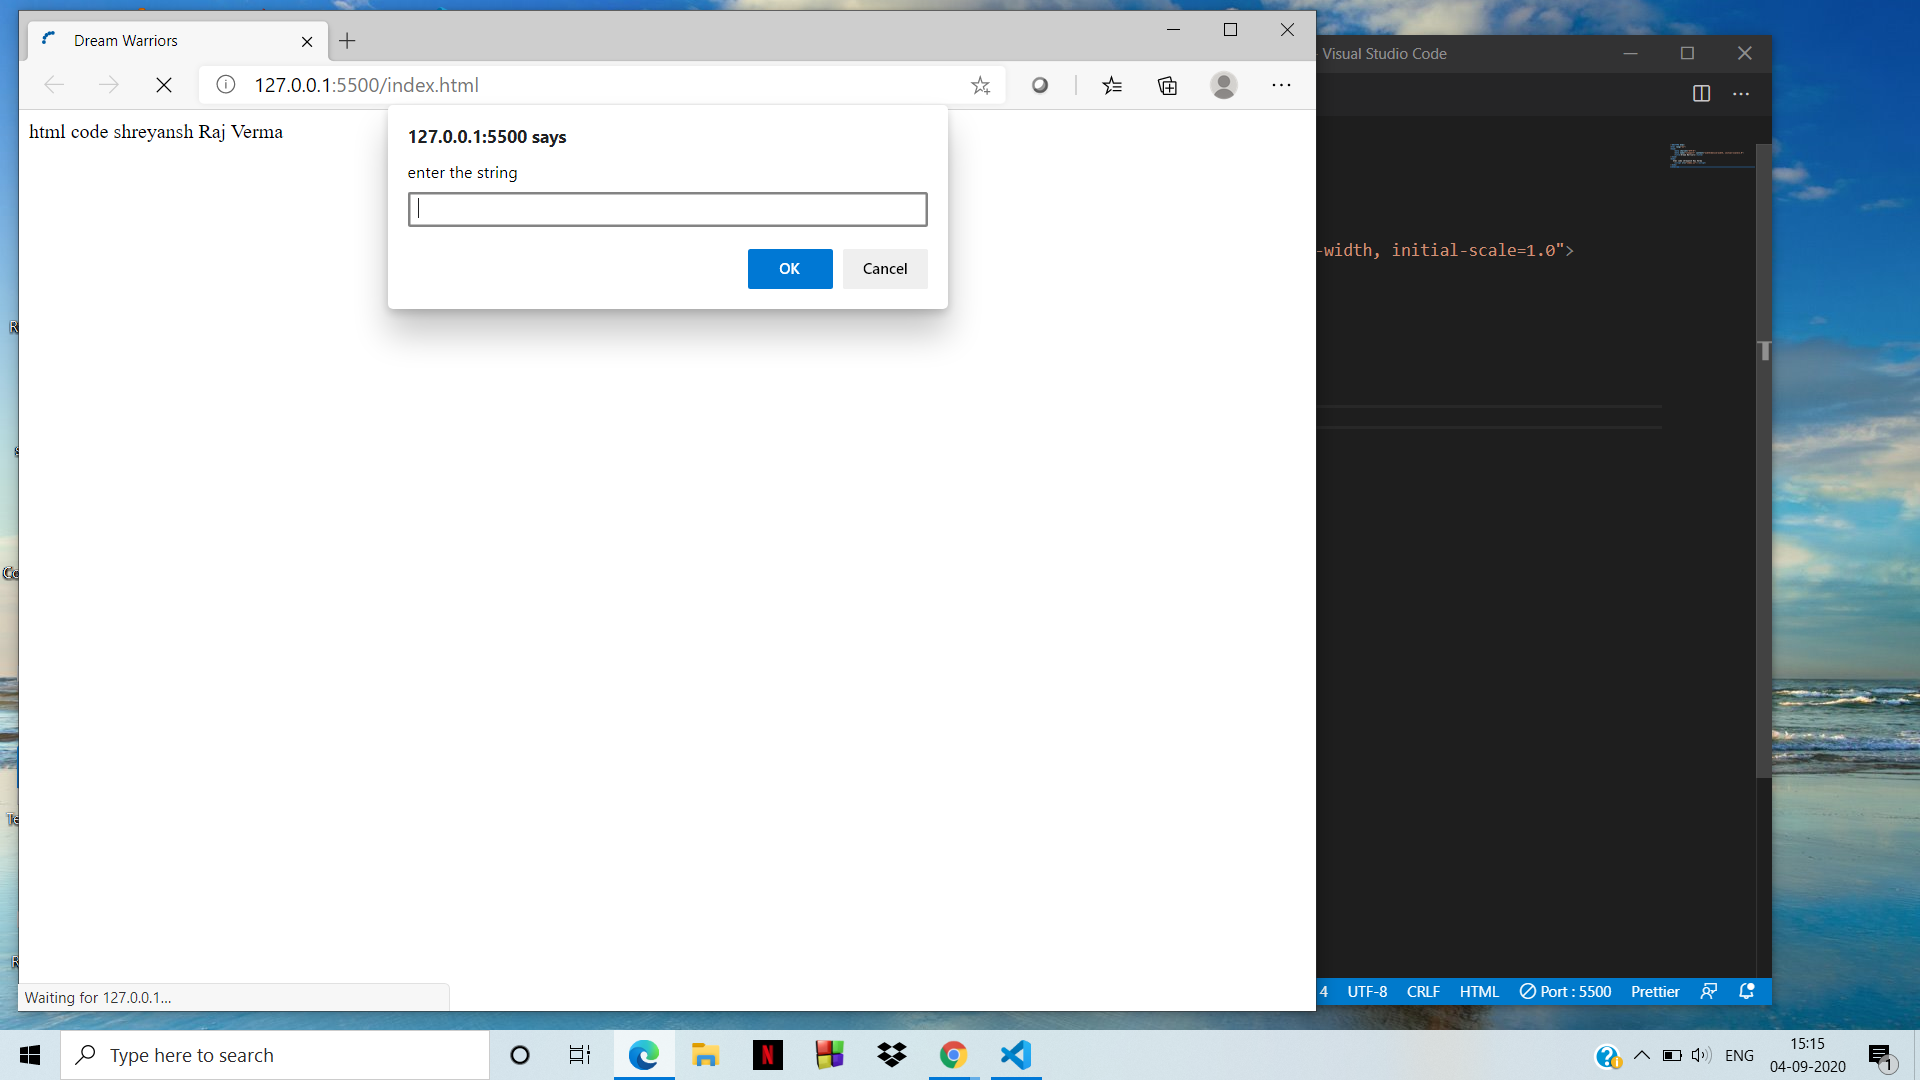 Dream Warriors
127.0.0.1:5500/index.html
html code shreyansh Raj Verma
127.0.0.1:5500 says
enter the string
OK
Cancel
Waiting for 127.0.0.1...
Visual Studio Code
-width, initial-scale=1.0">
4 UTF-8 CRLF HTML Port : 5500 Prettier
Type here to search
N
ENG
15:15
04-09-2020
1